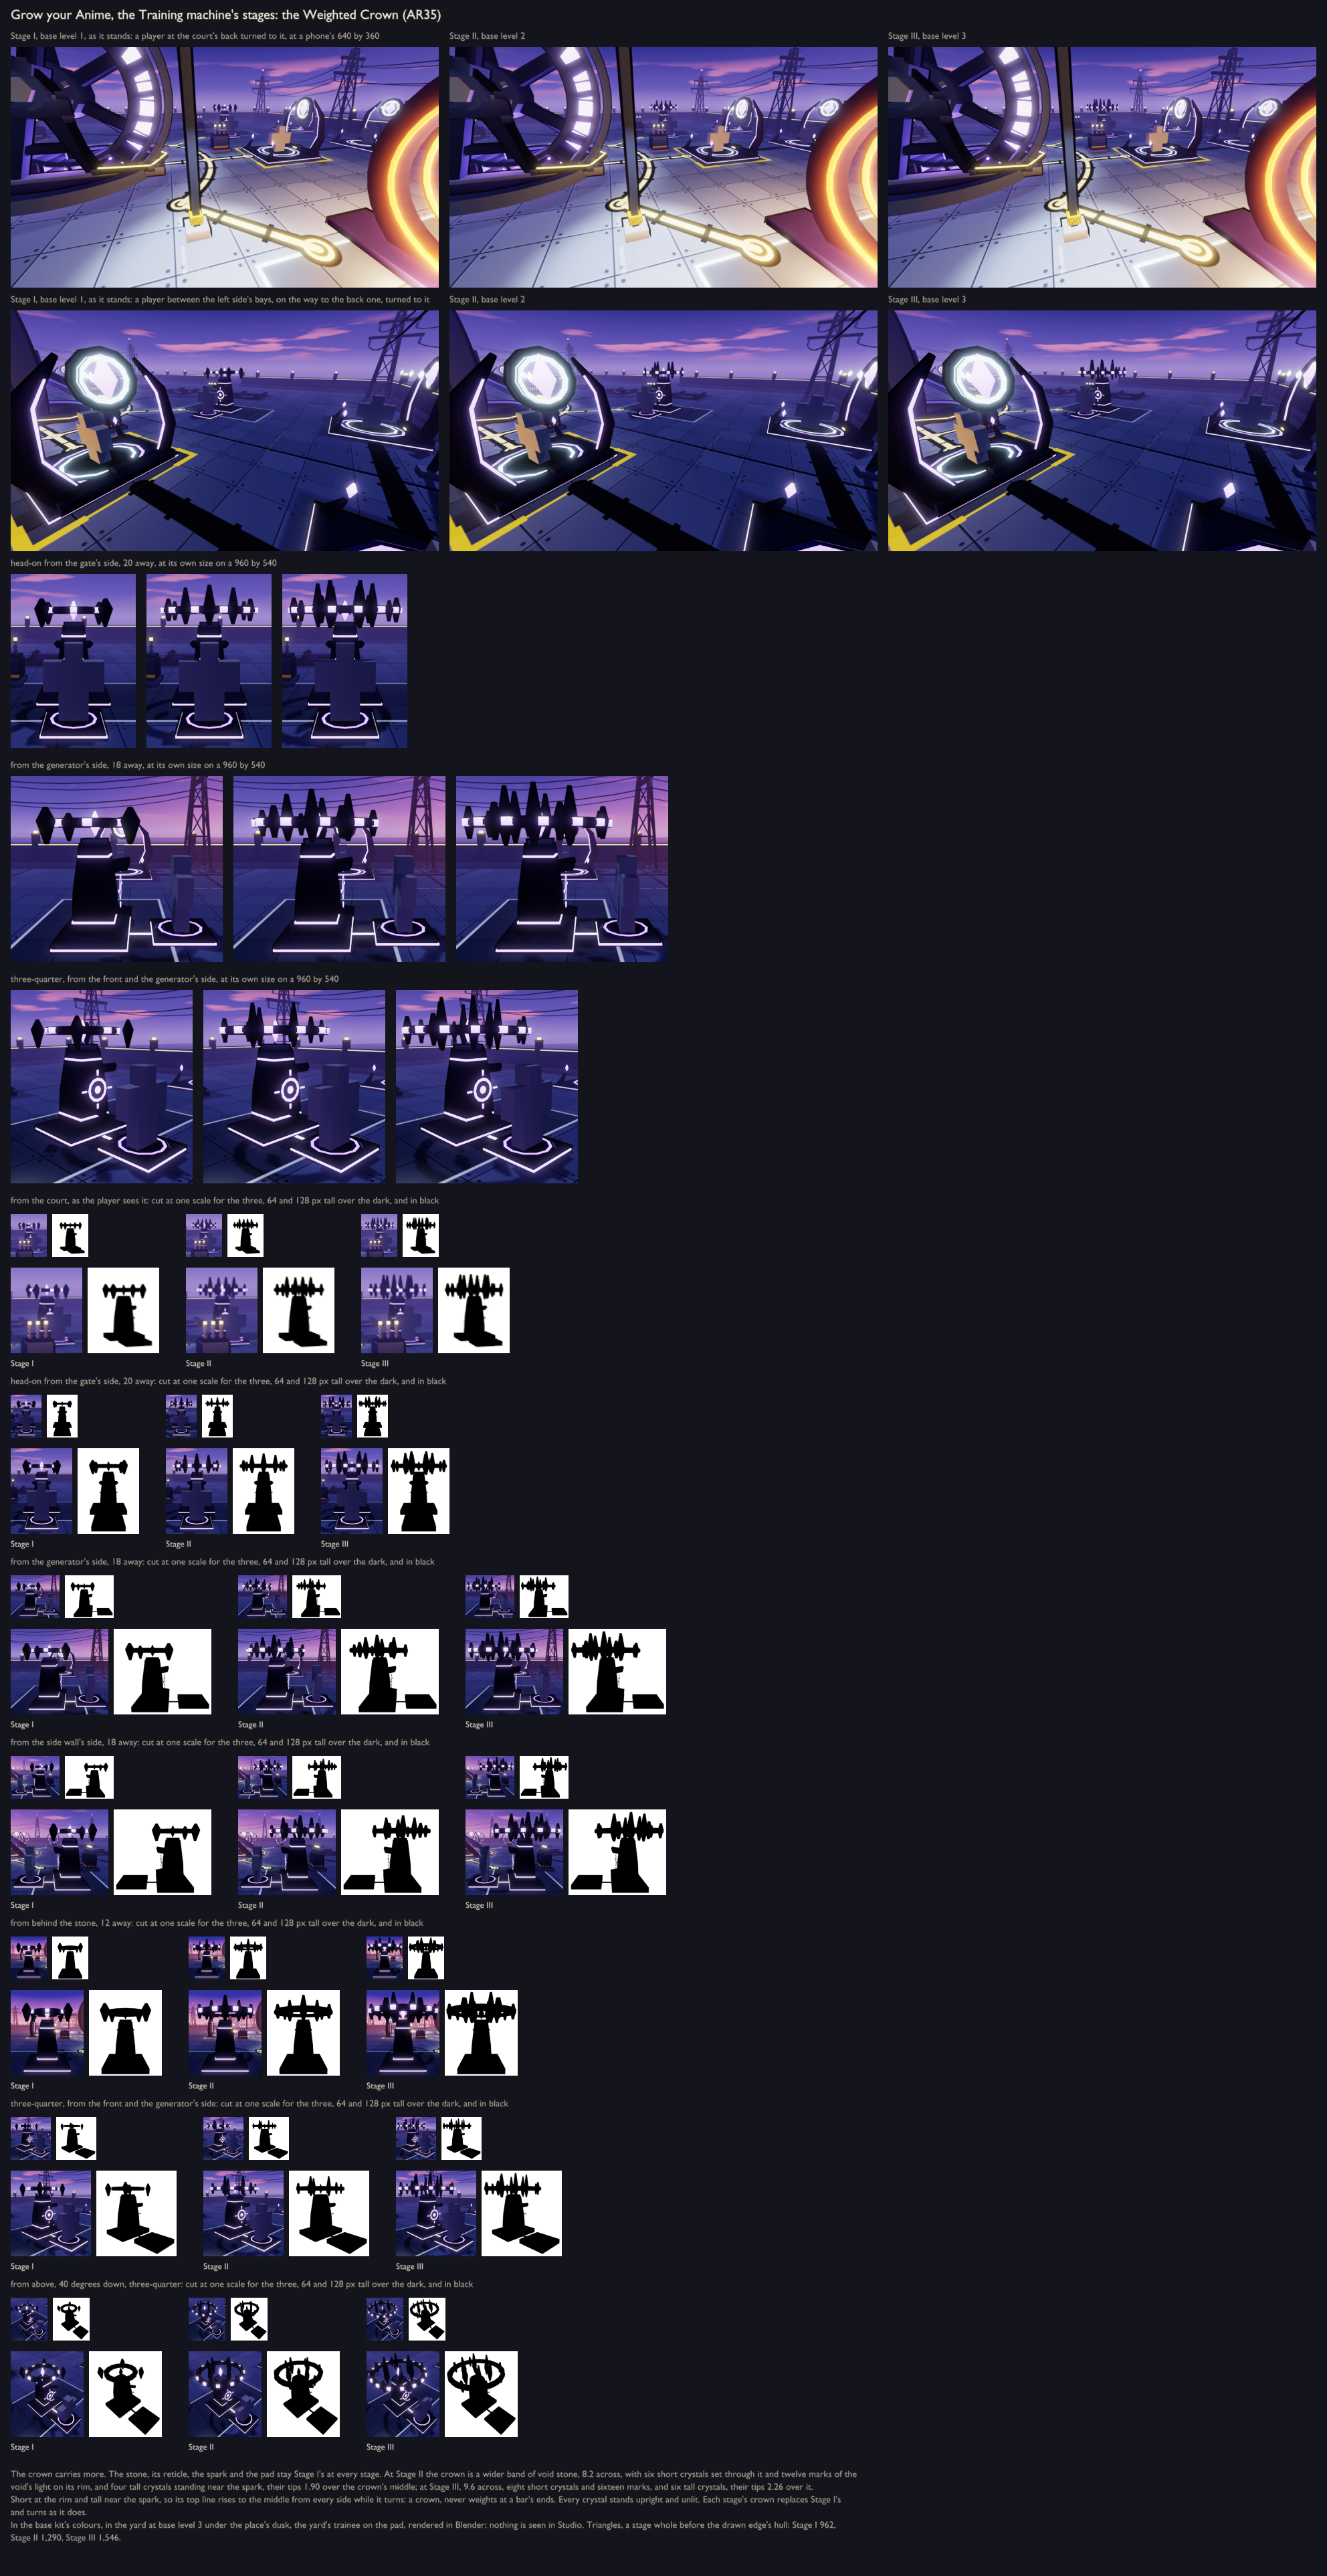 Grow your Anime, the Training machine's stages: the Weighted Crown (AR35)
Stage I, base level 1, as it stands: a player at the court's back turned to it, at a phone's 640 by 360
Stage II, base level 2
Stage III, base level 3
Stage I, base level 1, as it stands: a player between the left side's bays, on the way to the back one, turned to it
Stage II, base level 2
Stage III, base level 3
head-on from the gate's side, 20 away, at its own size on a 960 by 540
from the generator's side, 18 away, at its own size on a 960 by 540
three-quarter, from the front and the generator's side, at its own size on a 960 by 540
from the court, as the player sees it: cut at one scale for the three, 64 and 128 px tall over the dark, and in black
Stage I
Stage II
Stage III
head-on from the gate's side, 20 away: cut at one scale for the three, 64 and 128 px tall over the dark, and in black
Stage I
Stage II
Stage III
from the generator's side, 18 away: cut at one scale for the three, 64 and 128 px tall over the dark, and in black
Stage I
Stage II
Stage III
from the side wall's side, 18 away: cut at one scale for the three, 64 and 128 px tall over the dark, and in black
Stage I
Stage II
Stage III
from behind the stone, 12 away: cut at one scale for the three, 64 and 128 px tall over the dark, and in black
Stage I
Stage II
Stage III
three-quarter, from the front and the generator's side: cut at one scale for the three, 64 and 128 px tall over the dark, and in black
Stage I
Stage II
Stage III
from above, 40 degrees down, three-quarter: cut at one scale for the three, 64 and 128 px tall over the dark, and in black
Stage I
Stage II
Stage III
The crown carries more. The stone, its reticle, the spark and the pad stay Stage I's at every stage. At Stage II the crown is a wider band of void stone, 8.2 across, with six short crystals set through it and twelve marks of the
void's light on its rim, and four tall crystals standing near the spark, their tips 1.90 over the crown's middle; at Stage III, 9.6 across, eight short crystals and sixteen marks, and six tall crystals, their tips 2.26 over it.
Short at the rim and tall near the spark, so its top line rises to the middle from every side while it turns: a crown, never weights at a bar's ends. Every crystal stands upright and unlit. Each stage's crown replaces Stage I's
and turns as it does.
In the base kit's colours, in the yard at base level 3 under the place's dusk, the yard's trainee on the pad, rendered in Blender; nothing is seen in Studio. Triangles, a stage whole before the drawn edge's hull: Stage I 962,
Stage II 1,290, Stage III 1,546.